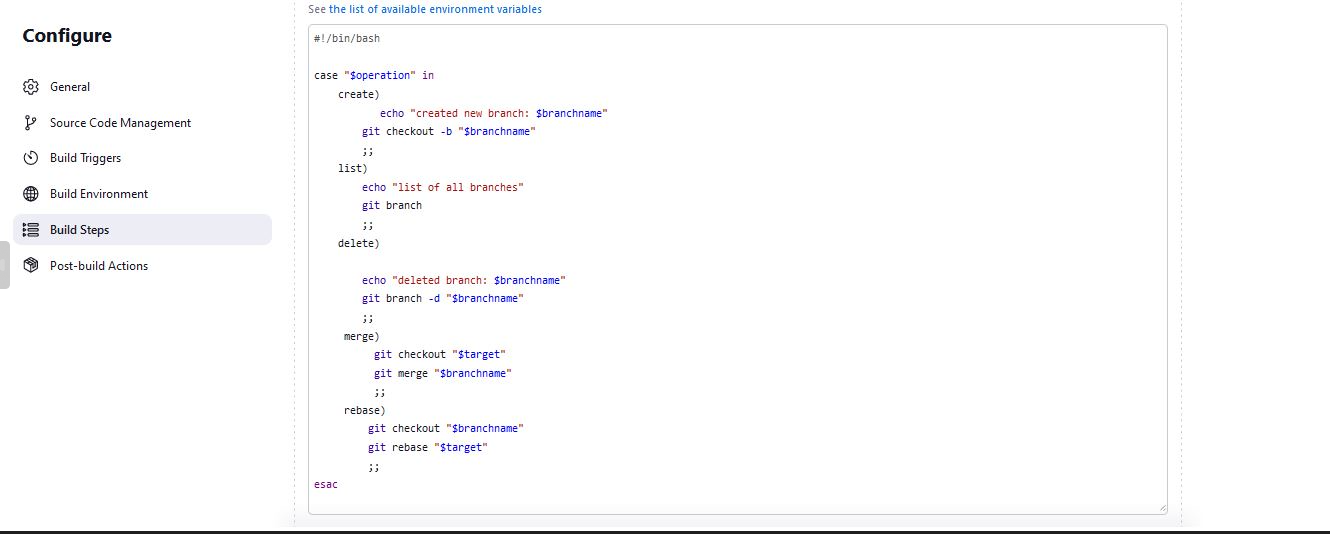 See the list of available environment variables
Configure
General
Source Code Management
Build Triggers
Build Environment
Build Steps
Post-build Actions
#!/bin/bash
case "$operation" in
create)
echo "created new branch: $branchname"
git checkout -b "$branchname"
;;
list)
echo "list of all branches"
git branch
;;
delete)
echo "deleted branch: $branchname"
git branch -d "$branchname"
;;
merge)
git checkout "$target"
git merge "$branchname"
;;
rebase)
git checkout "$branchname"
git rebase "$target"
;;
esac